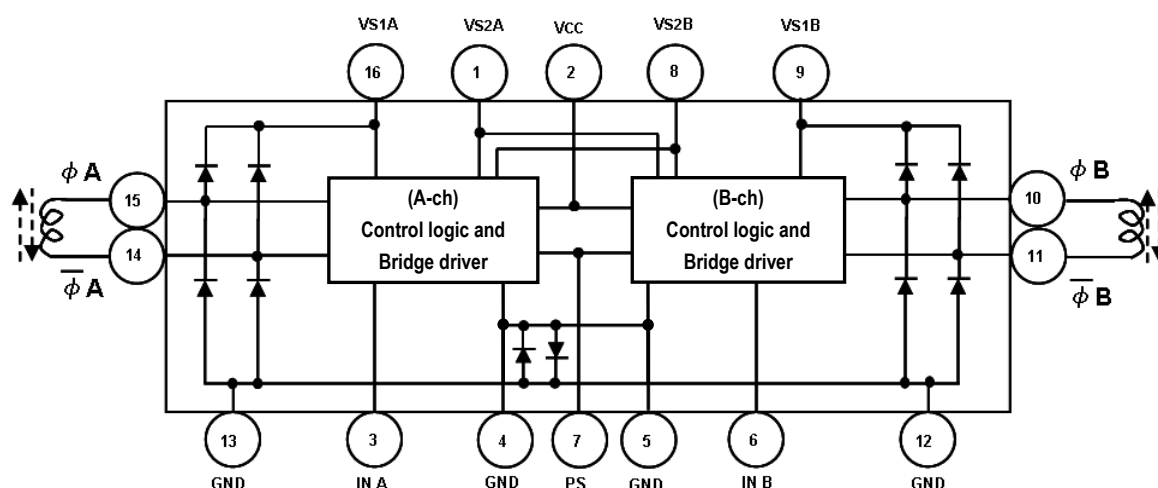 VS1A VS2A VCC VS2B VS1B
16 1 2 8 9
ϕ A 15 (A-ch) (B-ch) 10 ϕ B
Control logic and Control logic and
14 Bridge driver Bridge driver 11
ϕ̅ A ϕ̅ B
13 3 4 7 5 6 12
GND IN A GND PS GND IN B GND